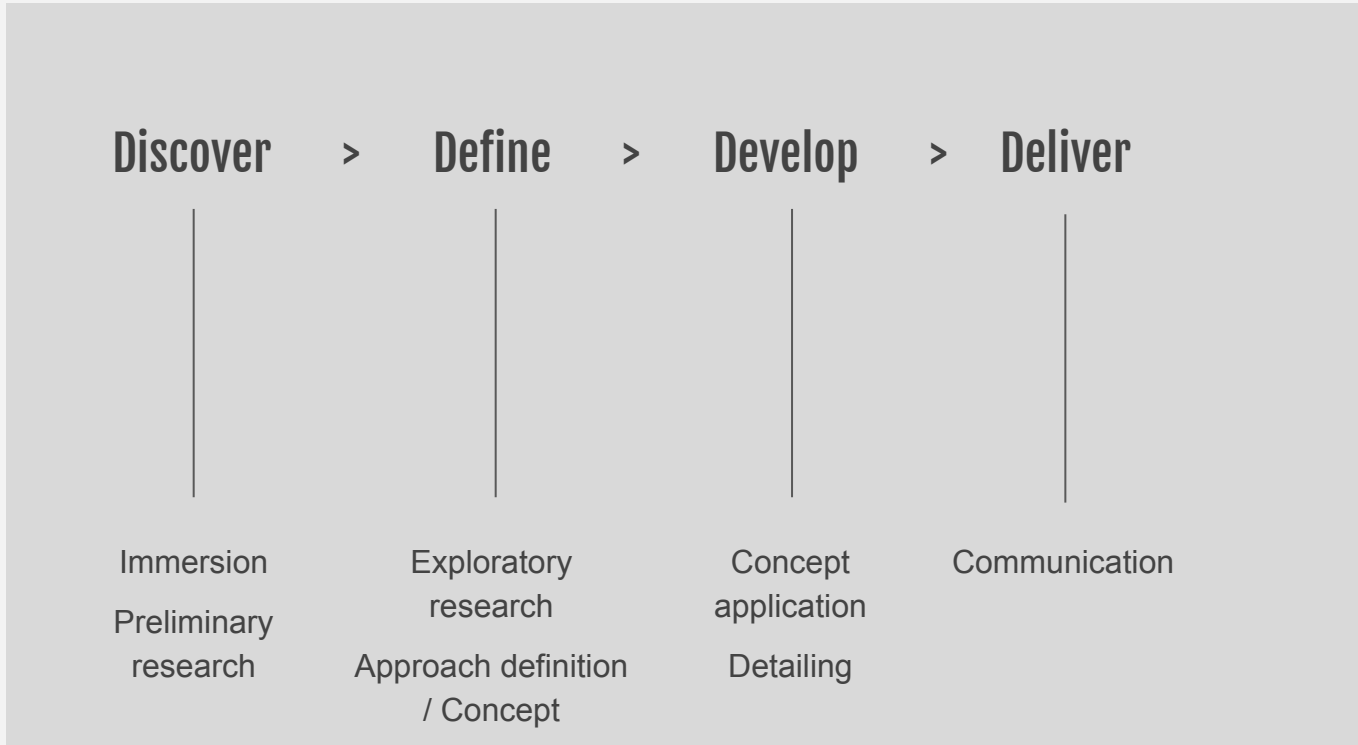 Discover > Define > Develop > Deliver
Immersion
Preliminary
research
Exploratory
research
Approach definition
/ Concept
Concept
application
Detailing
Communication